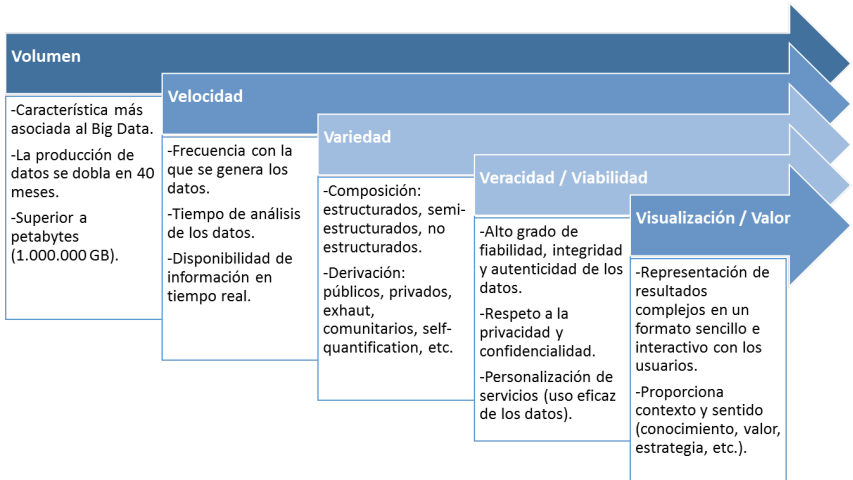 Volumen
-Característica más
asociada al Big Data.
-La producción de
datos se dobla en 40
meses.
-Superior a
petabytes
(1.000.000 GB).
Velocidad
-Frecuencia con la
que se genera los
datos.
-Tiempo de análisis
de los datos.
-Disponibilidad de
información en
tiempo real.
Variedad
-Composición:
estructurados, semi-
estructurados, no
estructurados.
-Derivación:
públicos, privados,
exhaut,
comunitarios, self-
quantification, etc.
Veracidad / Viabilidad
-Alto grado de
fiabilidad, integridad
y autenticidad de los
datos.
-Respeto a la
privacidad y
confidencialidad.
-Personalización de
servicios (uso eficaz
de los datos).
Visualización / Valor
-Representación de
resultados
complejos en un
formato sencillo e
interactivo con los
usuarios.
-Proporciona
contexto y sentido
(conocimiento, valor,
estrategia, etc.).